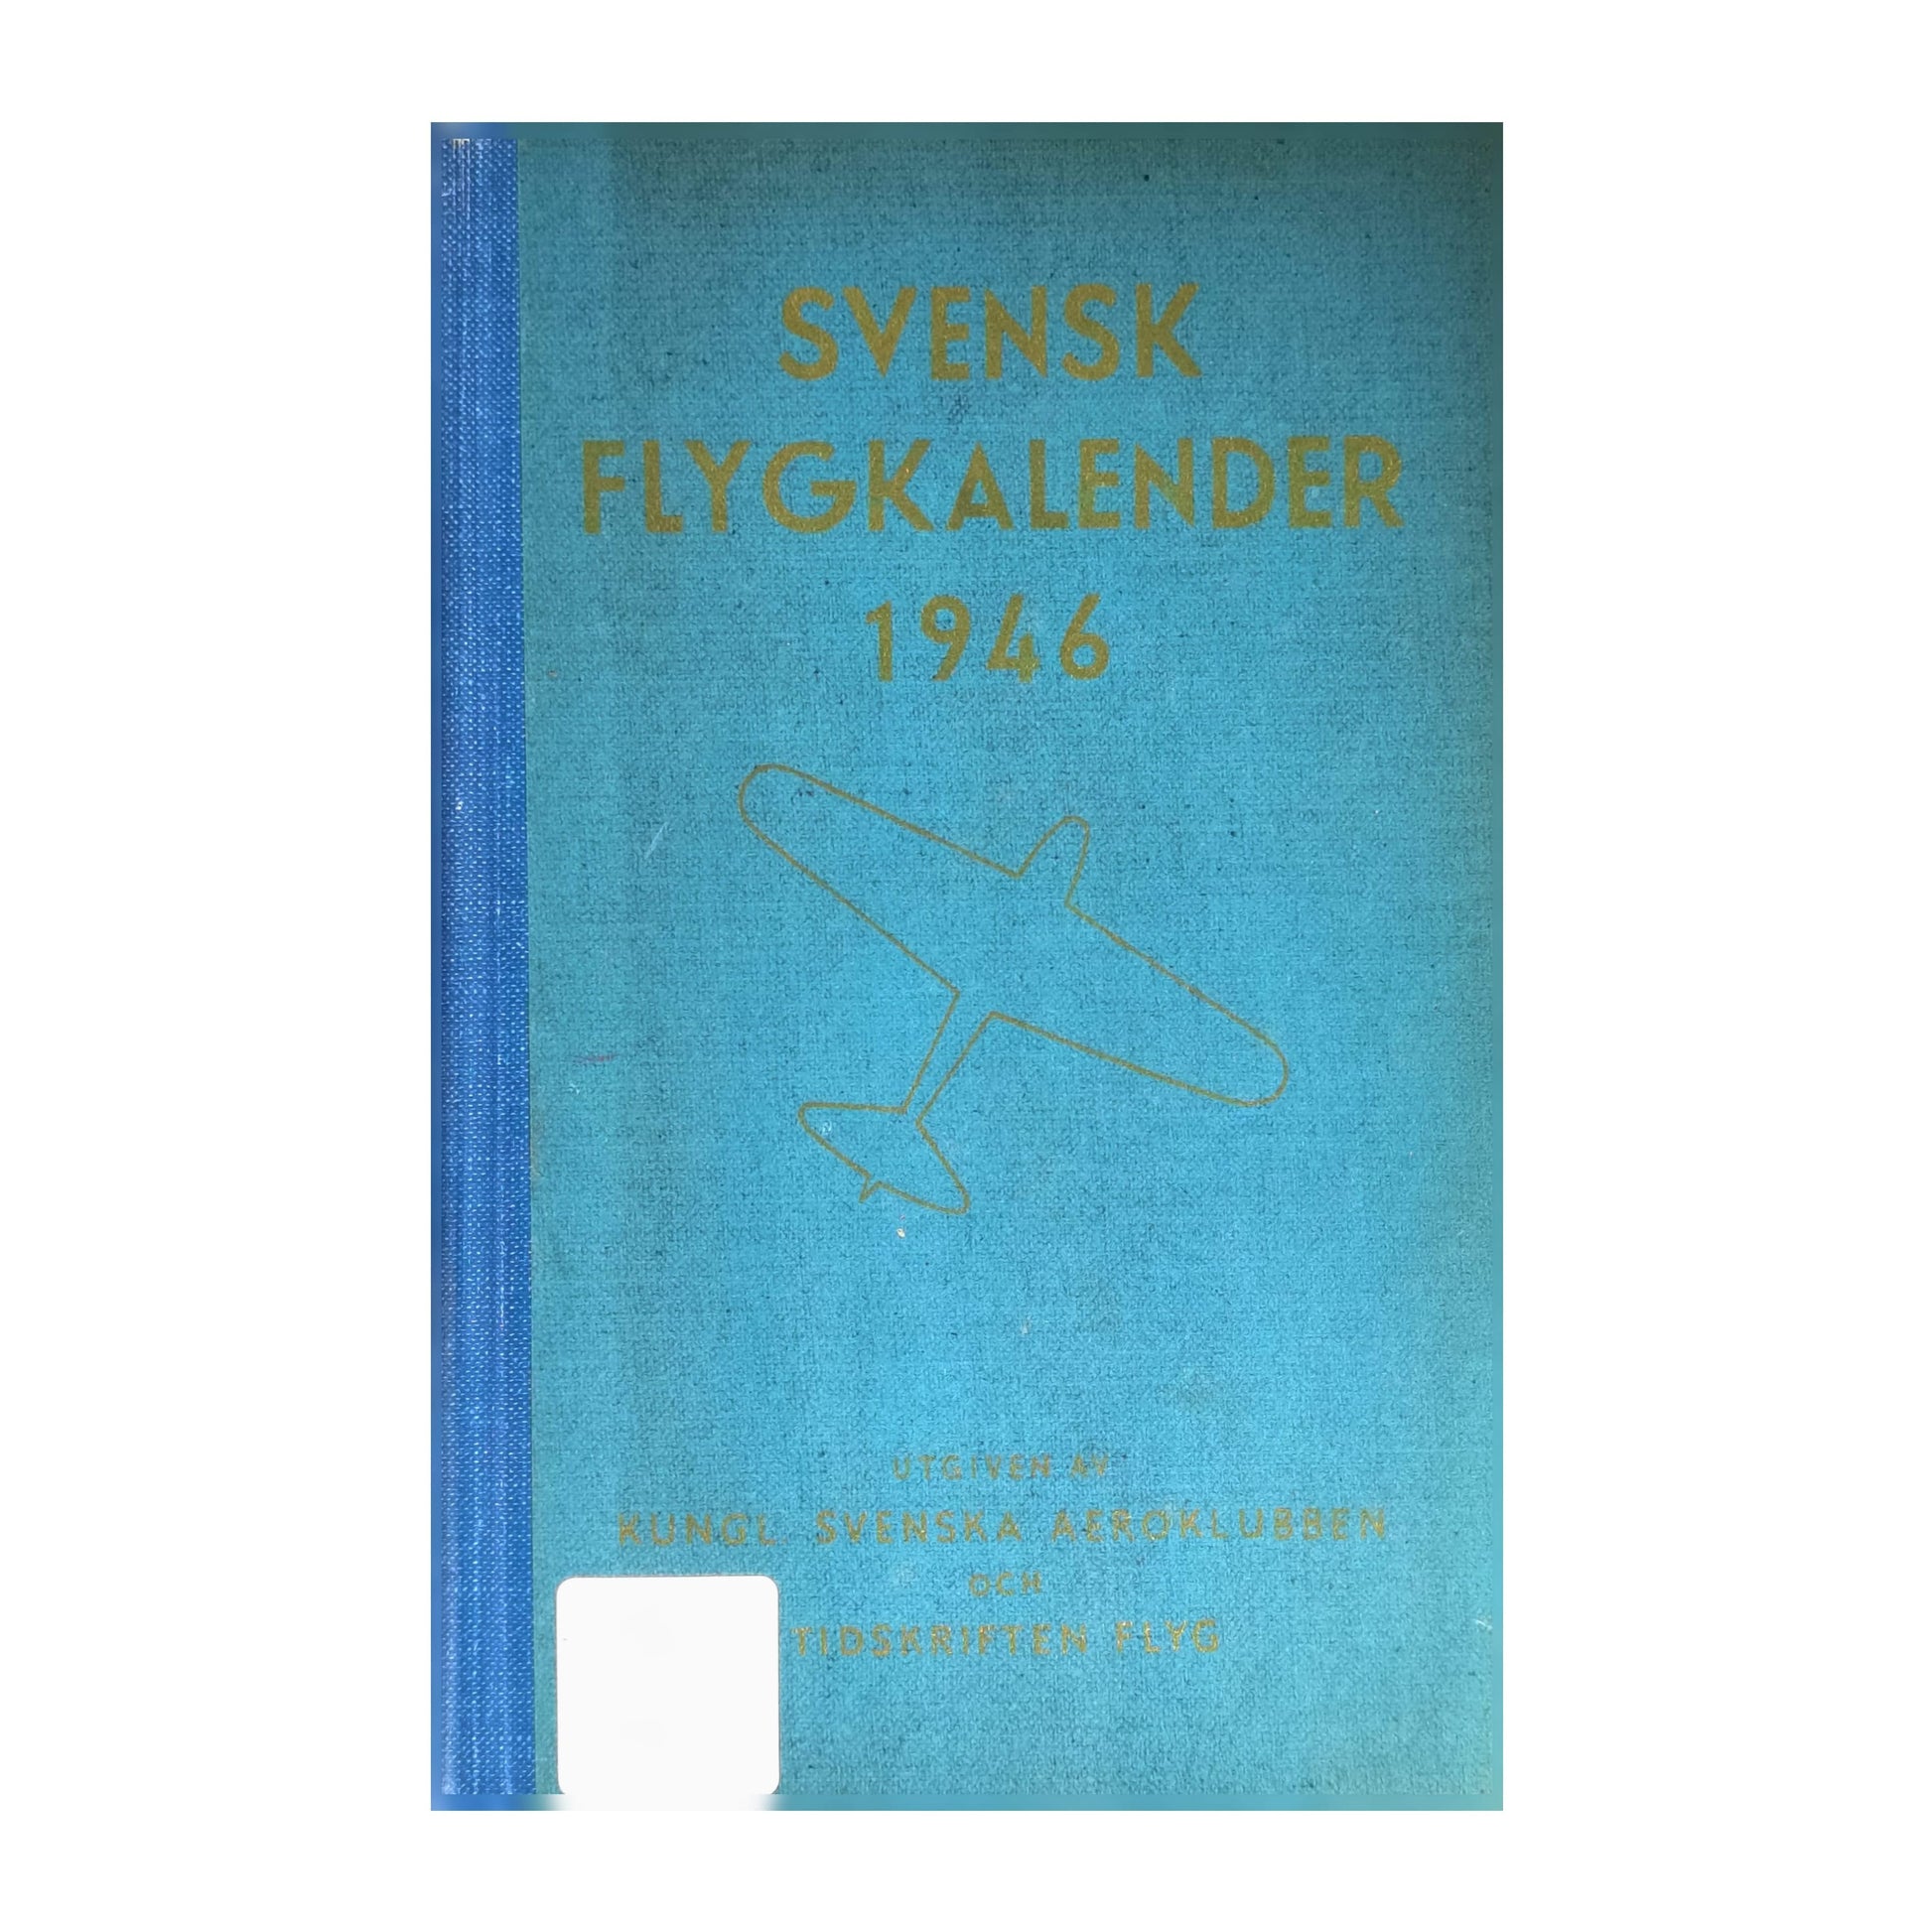 SVENSK
FLYGKALENDER
1946
UTGIVEN AV
KUNGL. SVENSKA AEROKLUBBEN
OCH
TIDSKRIFTEN FLYG